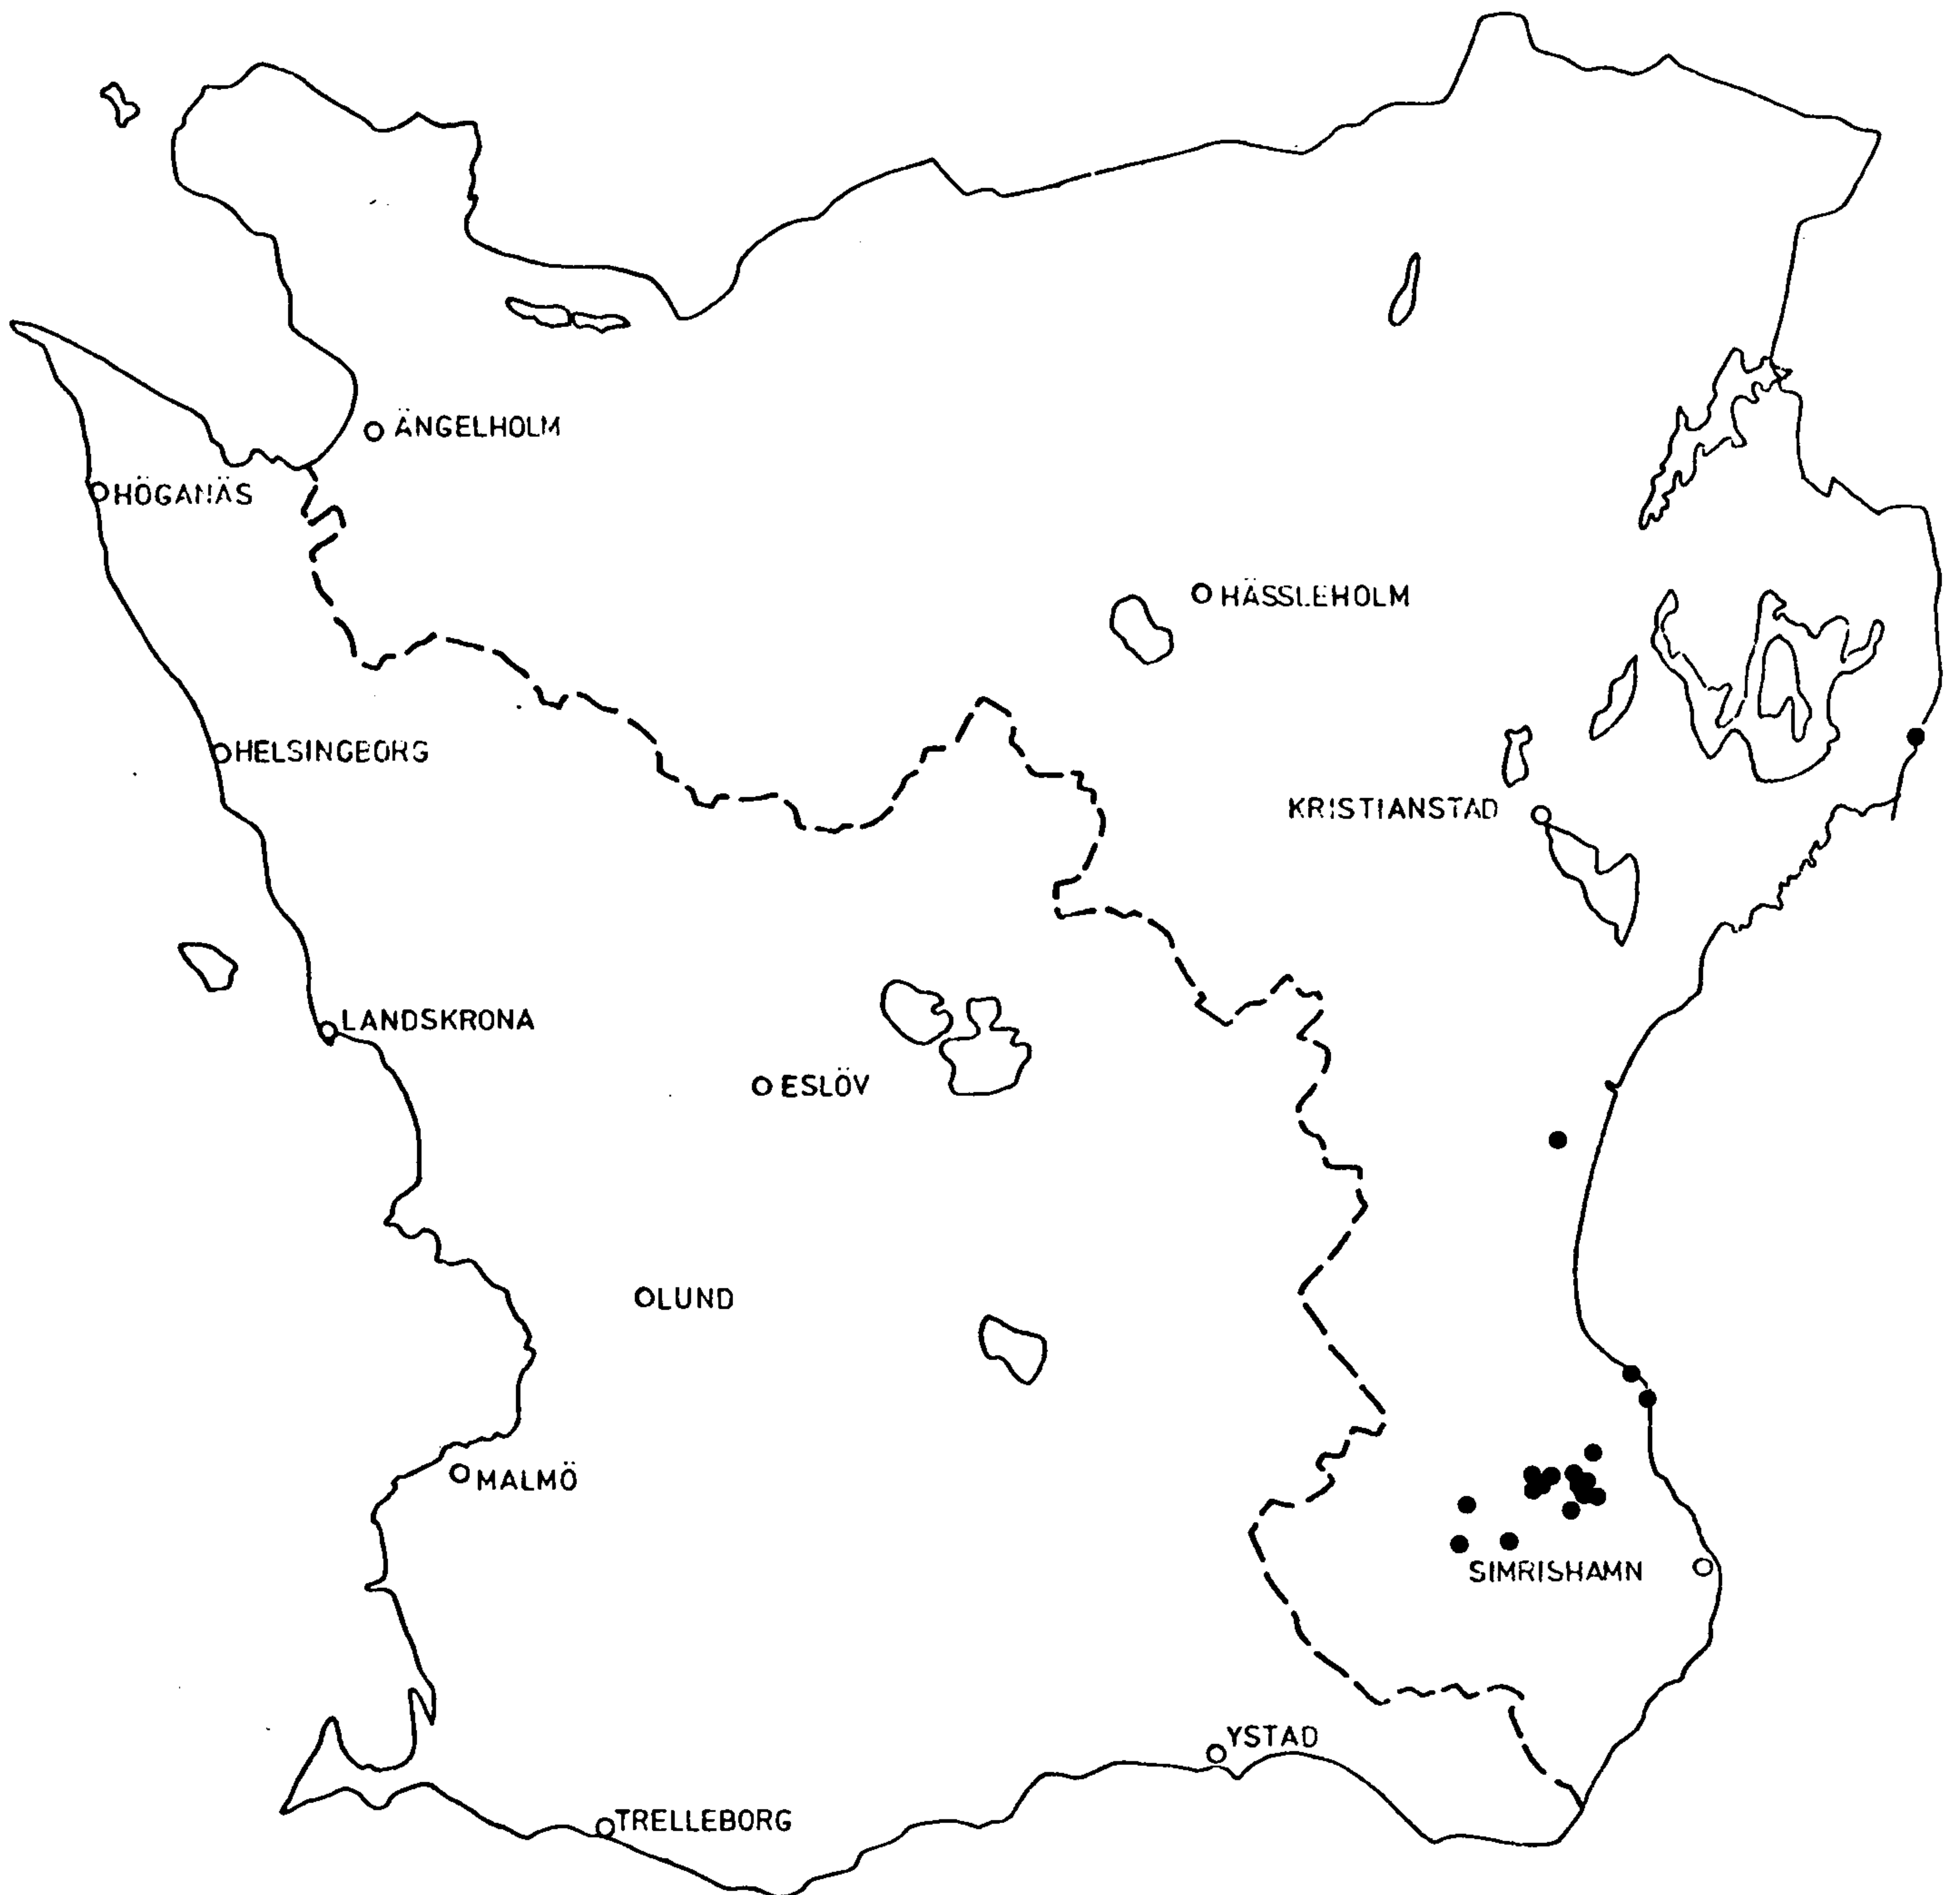 ÄNGELHOLM
HÖGANÄS
HÄSSLEHOLM
HELSINGBORG
KRISTIANSTAD
LANDSKRONA
ESLÖV
LUND
MALMÖ
SIMRISHAMN
YSTAD
TRELLEBORG